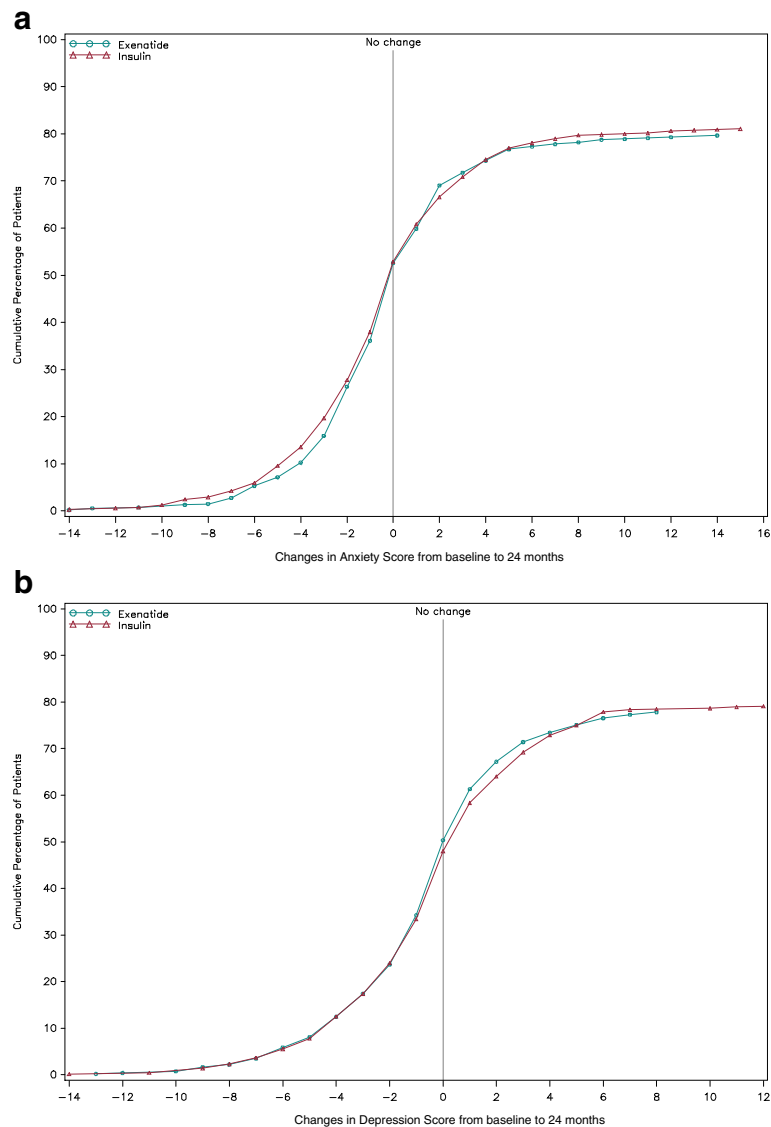 a
No change
Exenatide
Insulin
100
90
80
70
60
50
40
30
20
10
0
Cumulative Percentage of Patients
−14 −12 −10 −8 −6 −4 −2 0 2 4 6 8 10 12 14 16
Changes in Anxiety Score from baseline to 24 months
b
No change
Exenatide
Insulin
100
90
80
70
60
50
40
30
20
10
0
Cumulative Percentage of Patients
−14 −12 −10 −8 −6 −4 −2 0 2 4 6 8 10 12
Changes in Depression Score from baseline to 24 months